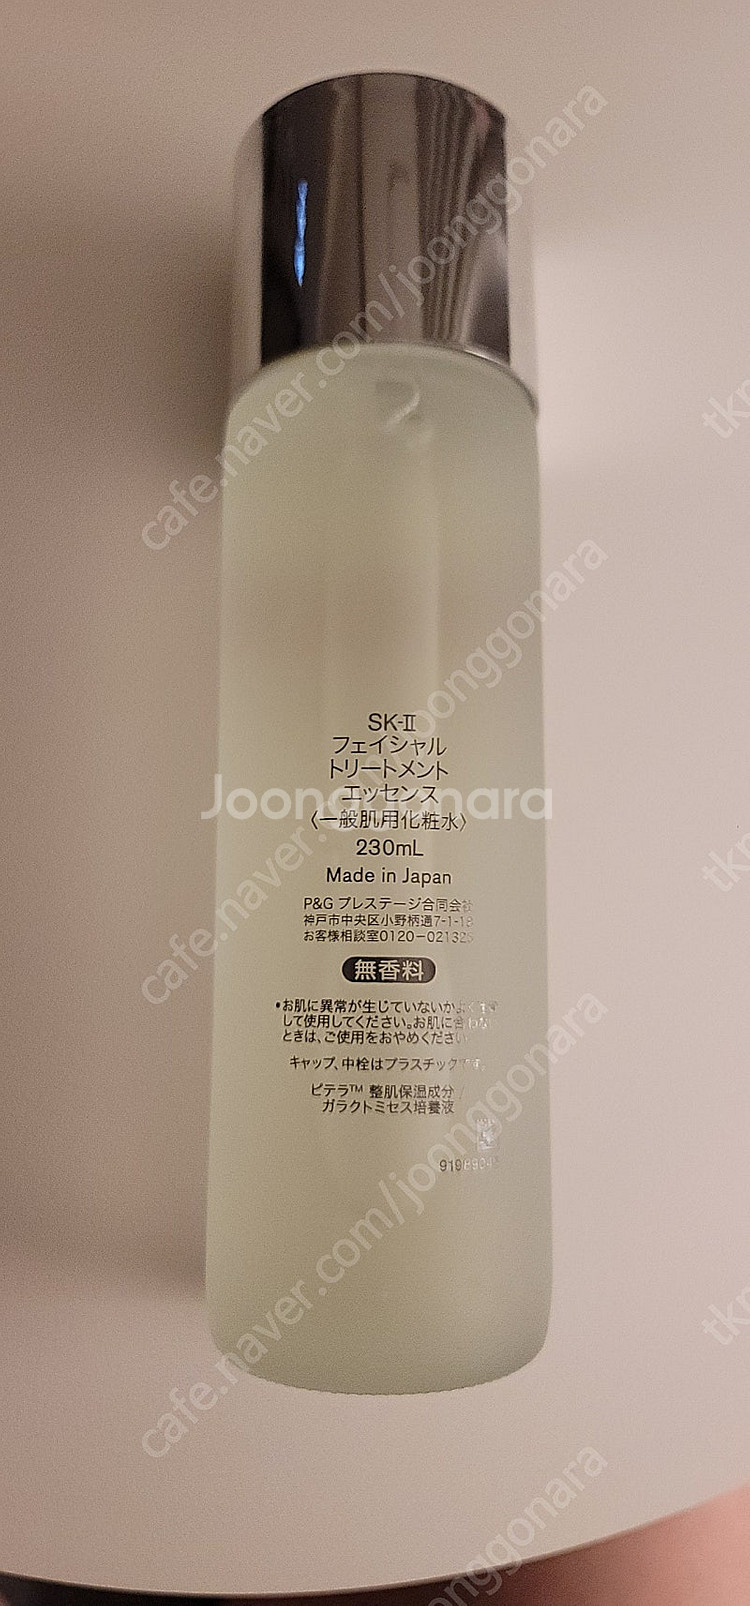 SK-II
フェイシャル
トリートメント
エッセンス
〈一般肌用化粧水〉
230mL
Made in Japan
P&G プレステージ合同会社
神戸市中央区小野柄通7-1-18
お客様相談室0120-021325
無香料
•お肌に異常が生じていないかよく注意
して使用してください。お肌に合わない
ときは、ご使用をおやめください。
キャップ、中栓はプラスチックです。
ピテラ™ 整肌保湿成分/
ガラクトミセス培養液
Joonggonara
cafe.naver.com/joonggonara
cafe.naver.com/joonggonara
cafe.naver.com/joonggonara
joonggonara